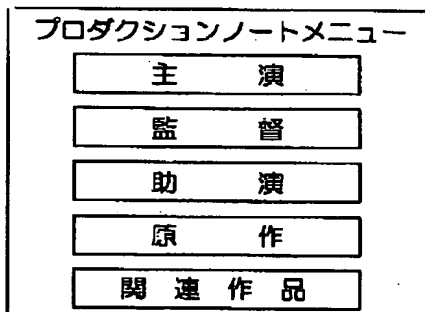 プロダクションノートメニュー
主演
監督
助演
原作
関連作品